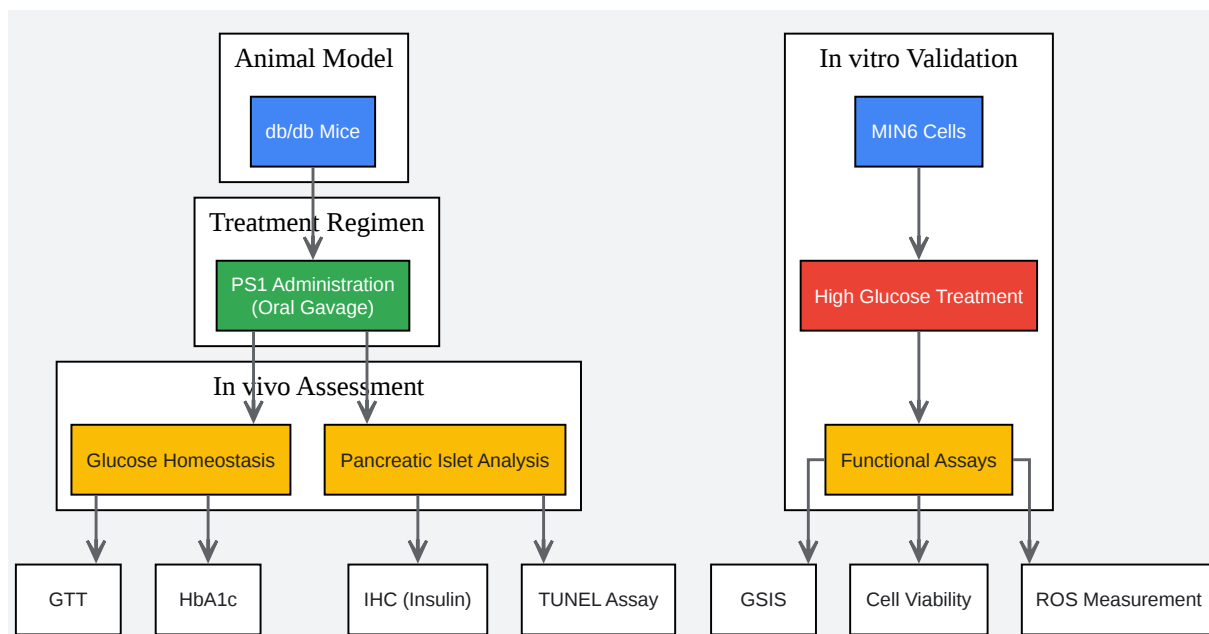 Animal Model
db/db Mice
Treatment Regimen
PS1 Administration
(Oral Gavage)
In vivo Assessment
Glucose Homeostasis
Pancreatic Islet Analysis
GTT
HbA1c
IHC (Insulin)
TUNEL Assay
In vitro Validation
MIN6 Cells
High Glucose Treatment
Functional Assays
GSIS
Cell Viability
ROS Measurement